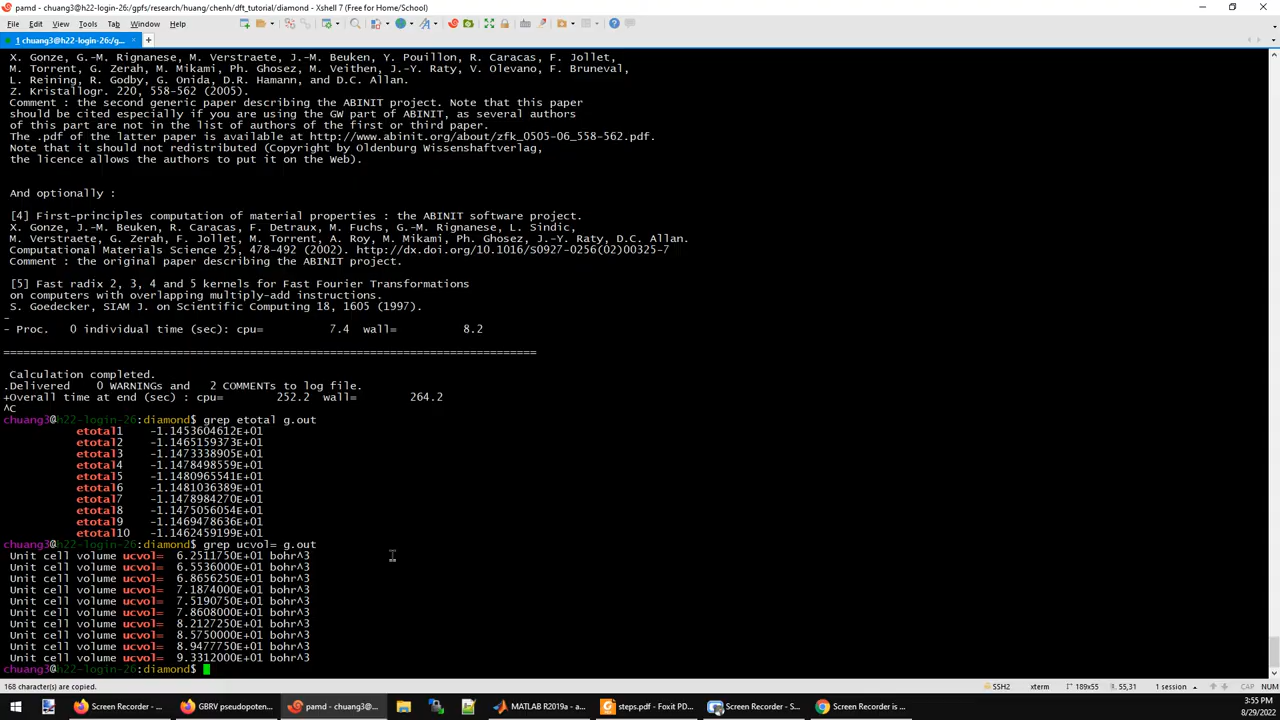 pamd - chuang3@h22-login-26:/gpfs/research/huang/chenh/dft_tutorial/diamond - Xshell 7 (Free for Home/School)
File Edit View Tools Tab Window Help
1 chuang3@h22-login-26:/g... × +
X. Gonze, G.-M. Rignanese, M. Verstraete, J.-M. Beuken, Y. Pouillon, R. Caracas, F. Jollet,
M. Torrent, G. Zerah, M. Mikami, Ph. Ghosez, M. Veithen, J.-Y. Raty, V. Olevano, F. Bruneval,
L. Reining, R. Godby, G. Onida, D.R. Hamann, and D.C. Allan.
Z. Kristallogr. 220, 558-562 (2005).
Comment : the second generic paper describing the ABINIT project. Note that this paper
should be cited especially if you are using the GW part of ABINIT, as several authors
of this part are not in the list of authors of the first or third paper.
The .pdf of the latter paper is available at http://www.abinit.org/about/zfk_0505-06_558-562.pdf.
Note that it should not redistributed (Copyright by Oldenburg Wissenshaftverlag,
the licence allows the authors to put it on the Web).
And optionally :
[4] First-principles computation of material properties : the ABINIT software project.
X. Gonze, J.-M. Beuken, R. Caracas, F. Detraux, M. Fuchs, G.-M. Rignanese, L. Sindic,
M. Verstraete, G. Zerah, F. Jollet, M. Torrent, A. Roy, M. Mikami, Ph. Ghosez, J.-Y. Raty, D.C. Allan.
Computational Materials Science 25, 478-492 (2002). http://dx.doi.org/10.1016/S0927-0256(02)00325-7
Comment : the original paper describing the ABINIT project.
[5] Fast radix 2, 3, 4 and 5 kernels for Fast Fourier Transformations
on computers with overlapping multiply-add instructions.
S. Goedecker, SIAM J. on Scientific Computing 18, 1605 (1997).
-
- Proc. 0 individual time (sec): cpu= 7.4 wall= 8.2
================================================================================
Calculation completed.
.Delivered 0 WARNINGs and 2 COMMENTs to log file.
+Overall time at end (sec) : cpu= 252.2 wall= 264.2
^C
chuang3@h22-login-26:diamond$ grep etotal g.out
etotal1 -1.1453604612E+01
etotal2 -1.1465159373E+01
etotal3 -1.1473338905E+01
etotal4 -1.1478498559E+01
etotal5 -1.1480965541E+01
etotal6 -1.1481036389E+01
etotal7 -1.1478984270E+01
etotal8 -1.1475056054E+01
etotal9 -1.1469478636E+01
etotal10 -1.1462459199E+01
chuang3@h22-login-26:diamond$ grep ucvol= g.out
Unit cell volume ucvol= 6.2511750E+01 bohr^3
Unit cell volume ucvol= 6.5536000E+01 bohr^3
Unit cell volume ucvol= 6.8656250E+01 bohr^3
Unit cell volume ucvol= 7.1874000E+01 bohr^3
Unit cell volume ucvol= 7.5190750E+01 bohr^3
Unit cell volume ucvol= 7.8608000E+01 bohr^3
Unit cell volume ucvol= 8.2127250E+01 bohr^3
Unit cell volume ucvol= 8.5750000E+01 bohr^3
Unit cell volume ucvol= 8.9477750E+01 bohr^3
Unit cell volume ucvol= 9.3312000E+01 bohr^3
chuang3@h22-login-26:diamond$
168 character(s) are copied. SSH2 xterm 189x55 55,31 1 session CAP NUM
Screen Recorder - ... GBRV pseudopoten... pamd - chuang3@h... MATLAB R2019a - a... steps.pdf - Foxit PD... Screen Recorder - S... Screen Recorder is ... 3:55 PM
8/29/2022